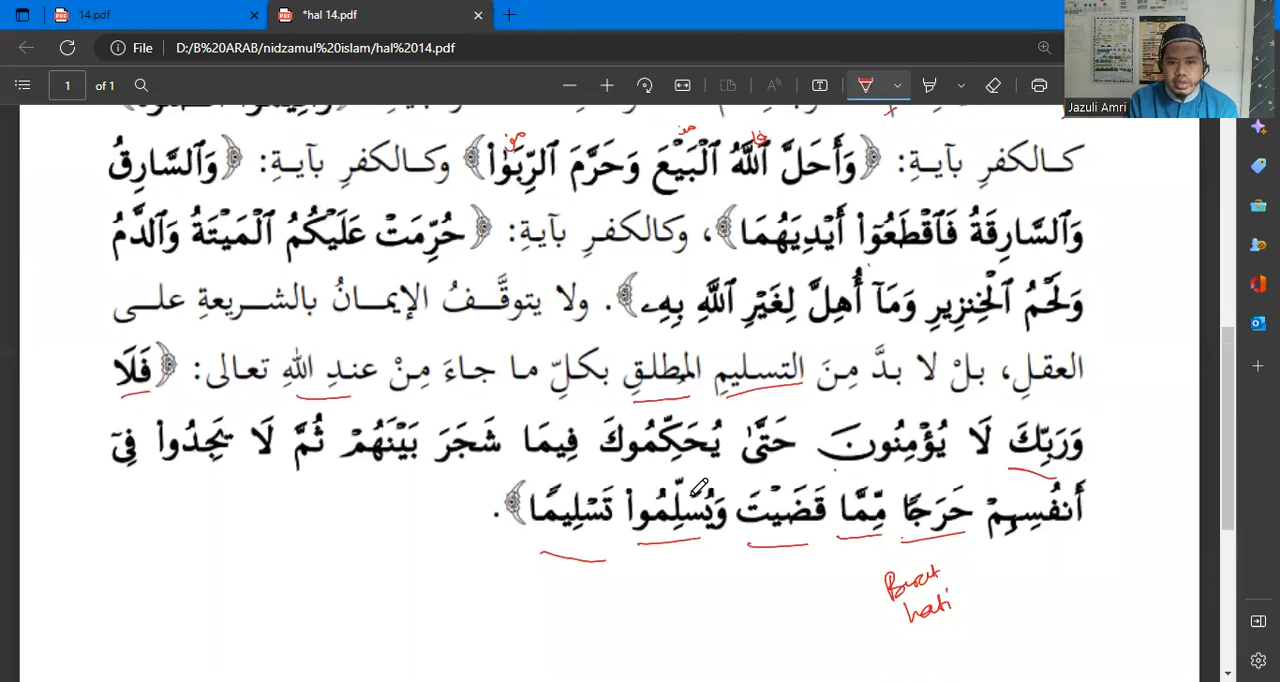 14.pdf
*hal 14.pdf
File
D:/B%20ARAB/nidzamul%20islam/hal%2014.pdf
1 of 1
Jazuli Amri
كالكفرِ بآيةِ: ﴿وَأَحَلَّ ٱللَّهُ ٱلْبَيْعَ وَحَرَّمَ ٱلرِّبَوٰا۟﴾ وكالكفرِ بآيةِ: ﴿وَٱلسَّارِقُ
وَٱلسَّارِقَةُ فَٱقْطَعُوٓا۟ أَيْدِيَهُمَا﴾، وكالكفرِ بآيةِ: ﴿حُرِّمَتْ عَلَيْكُمُ ٱلْمَيْتَةُ وَٱلدَّمُ
وَلَحْمُ ٱلْخِنزِيرِ وَمَآ أُهِلَّ لِغَيْرِ ٱللَّهِ بِهِۦ﴾. ولا يتوقَّفُ الإيمانُ بالشريعةِ على
العقلِ، بلْ لا بدَّ مِنَ التسليمِ المطلقِ بكلِّ ما جاءَ مِنْ عندِ اللهِ تعالى: ﴿فَلَا
وَرَبِّكَ لَا يُؤْمِنُونَ حَتَّىٰ يُحَكِّمُوكَ فِيمَا شَجَرَ بَيْنَهُمْ ثُمَّ لَا يَجِدُوا۟ فِىٓ
أَنفُسِهِمْ حَرَجًا مِّمَّا قَضَيْتَ وَيُسَلِّمُوا۟ تَسْلِيمًا﴾.
Berat
hati